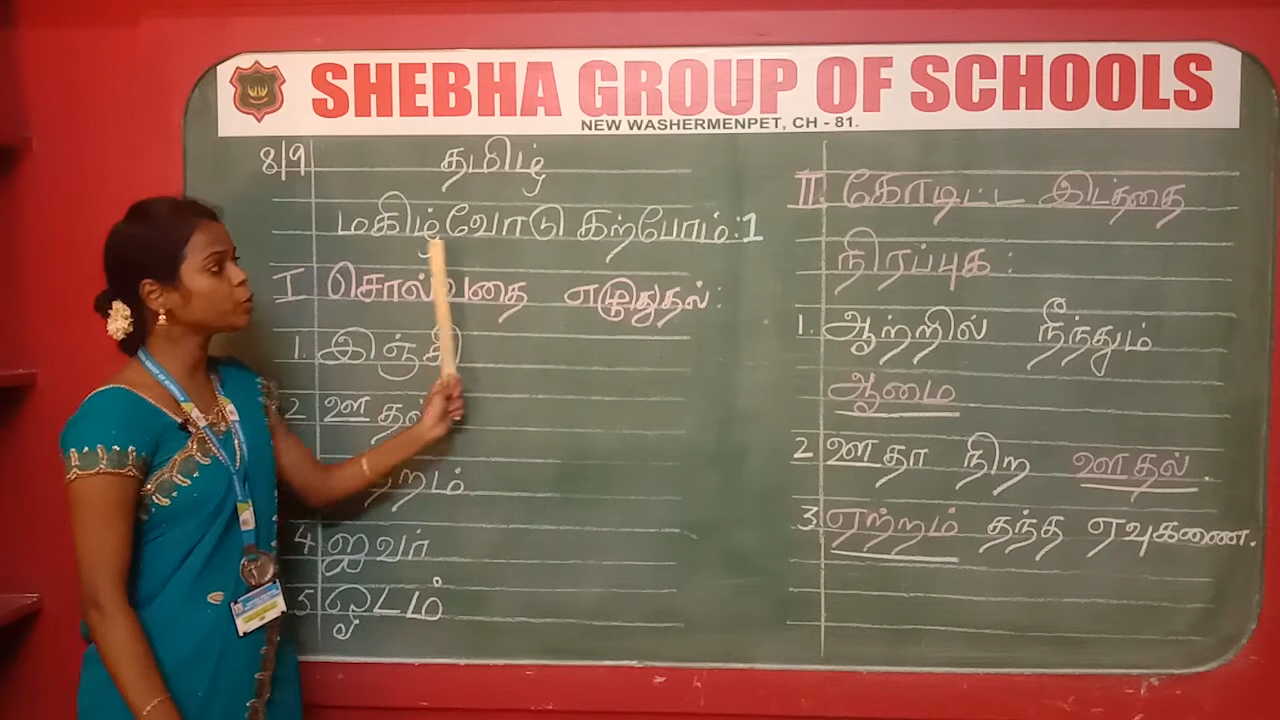 SHEBHA GROUP OF SCHOOLS
NEW WASHERMENPET, CH - 81.
8/9 தமிழ்
மகிழ்வோடு கற்போம்:1
I சொல்வதை எழுதுதல்:
1. இஞ்சி
2 ஊதல்
4. ஐவர்
5 ஓடம்
II. கோடிட்ட இடத்தை
நிரப்புக:
1. ஆற்றில் நீந்தும்
ஆமை
2 ஊதா நிற ஊதல்.
3 ஏற்றம் தந்த ஏவுகணை.